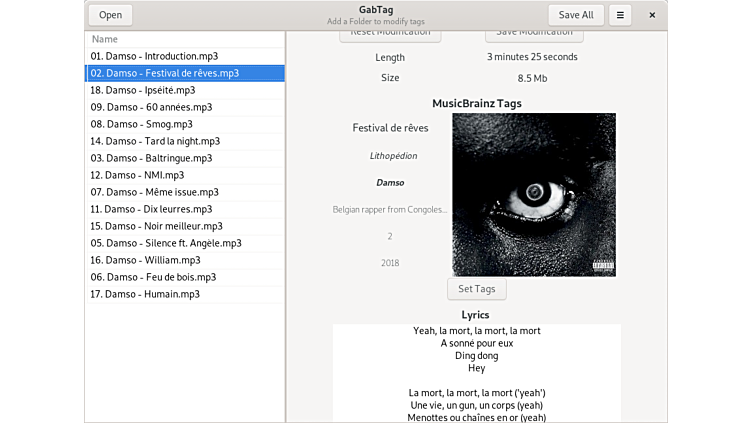 Open
GabTag
Add a Folder to modify tags
Save All
Name
01. Damso - Introduction.mp3
02. Damso - Festival de rêves.mp3
18. Damso - Ipséité.mp3
09. Damso - 60 années.mp3
08. Damso - Smog.mp3
14. Damso - Tard la night.mp3
03. Damso - Baltringue.mp3
12. Damso - NMI.mp3
07. Damso - Même issue.mp3
11. Damso - Dix leurres.mp3
15. Damso - Noir meilleur.mp3
05. Damso - Silence ft. Angèle.mp3
16. Damso - William.mp3
06. Damso - Feu de bois.mp3
17. Damso - Humain.mp3
Reset Modification
Save Modification
Length
3 minutes 25 seconds
Size
8.5 Mb
MusicBrainz Tags
Festival de rêves
Lithopédion
Damso
Belgian rapper from Congoles...
2
2018
Set Tags
Lyrics
Yeah, la mort, la mort, la mort
A sonné pour eux
Ding dong
Hey
La mort, la mort, la mort ('yeah')
Une vie, un gun, un corps (yeah)
Menottes ou chaînes en or (yeah)